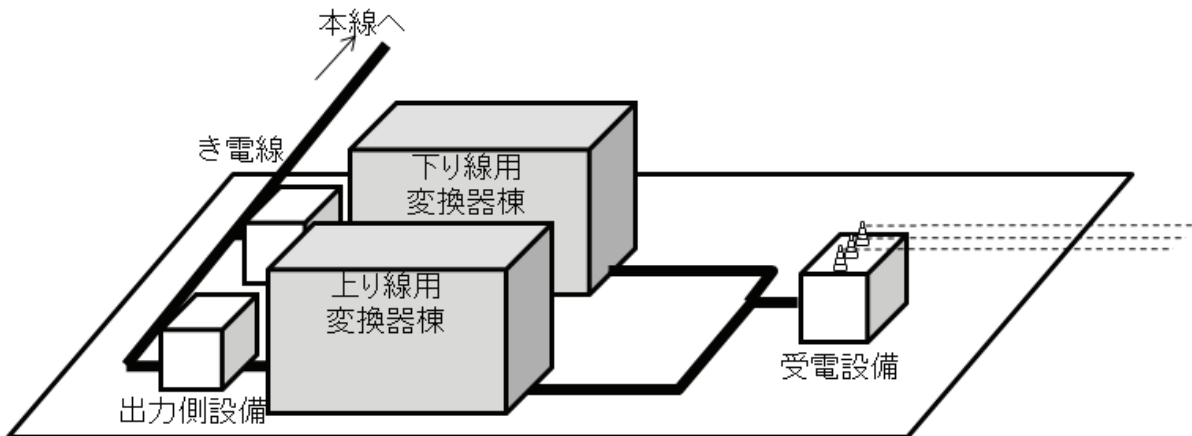 本線へ
き電線
下り線用
変換器棟
上り線用
変換器棟
受電設備
出力側設備